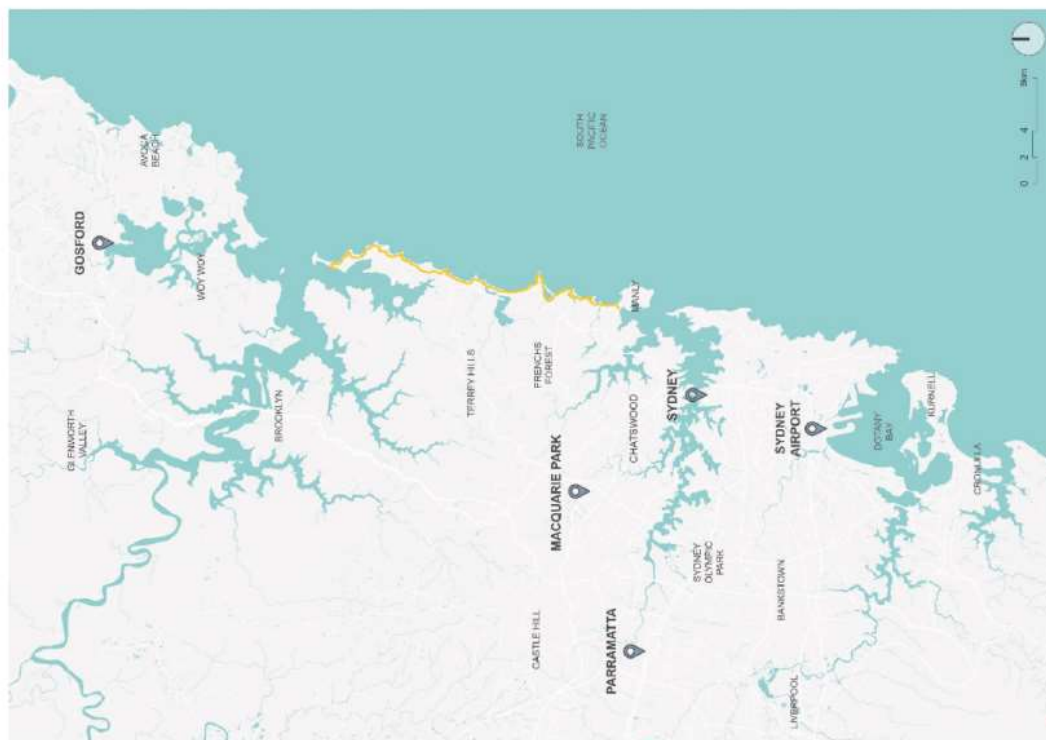 GOSFORD
AVOCA
BEACH
GLENWORTH
VALLEY
WOY WOY
BROOKLYN
SOUTH
PACIFIC
OCEAN
TERREY HILLS
FRENCHS
FOREST
MANLY
CASTLE HILL
MACQUARIE PARK
CHATSWOOD
PARRAMATTA
SYDNEY
SYDNEY
OLYMPIC
PARK
BANKSTOWN
SYDNEY
AIRPORT
LIVERPOOL
BOTANY
BAY
KURNELL
CRONULLA
0 2 4 8km